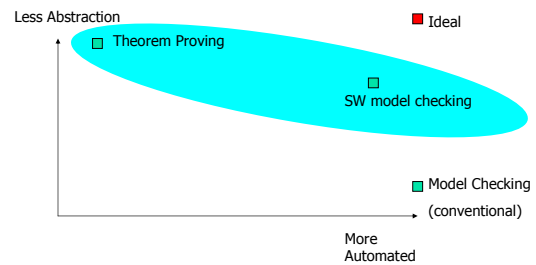 Less Abstraction
Ideal
Theorem Proving
SW model checking
Model Checking
(conventional)
More
Automated